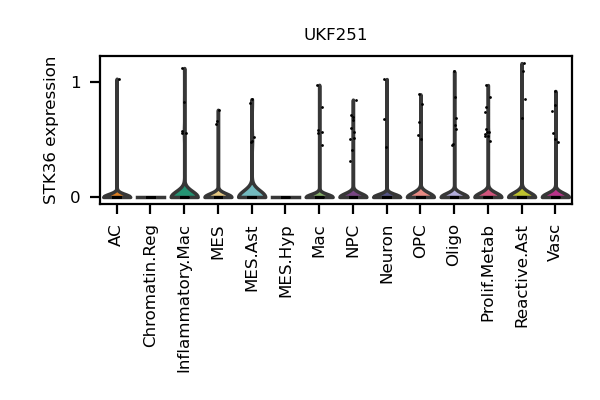 UKF251
STK36 expression
1
0
AC
Chromatin.Reg
Inflammatory.Mac
MES
MES.Ast
MES.Hyp
Mac
NPC
Neuron
OPC
Oligo
Prolif.Metab
Reactive.Ast
Vasc